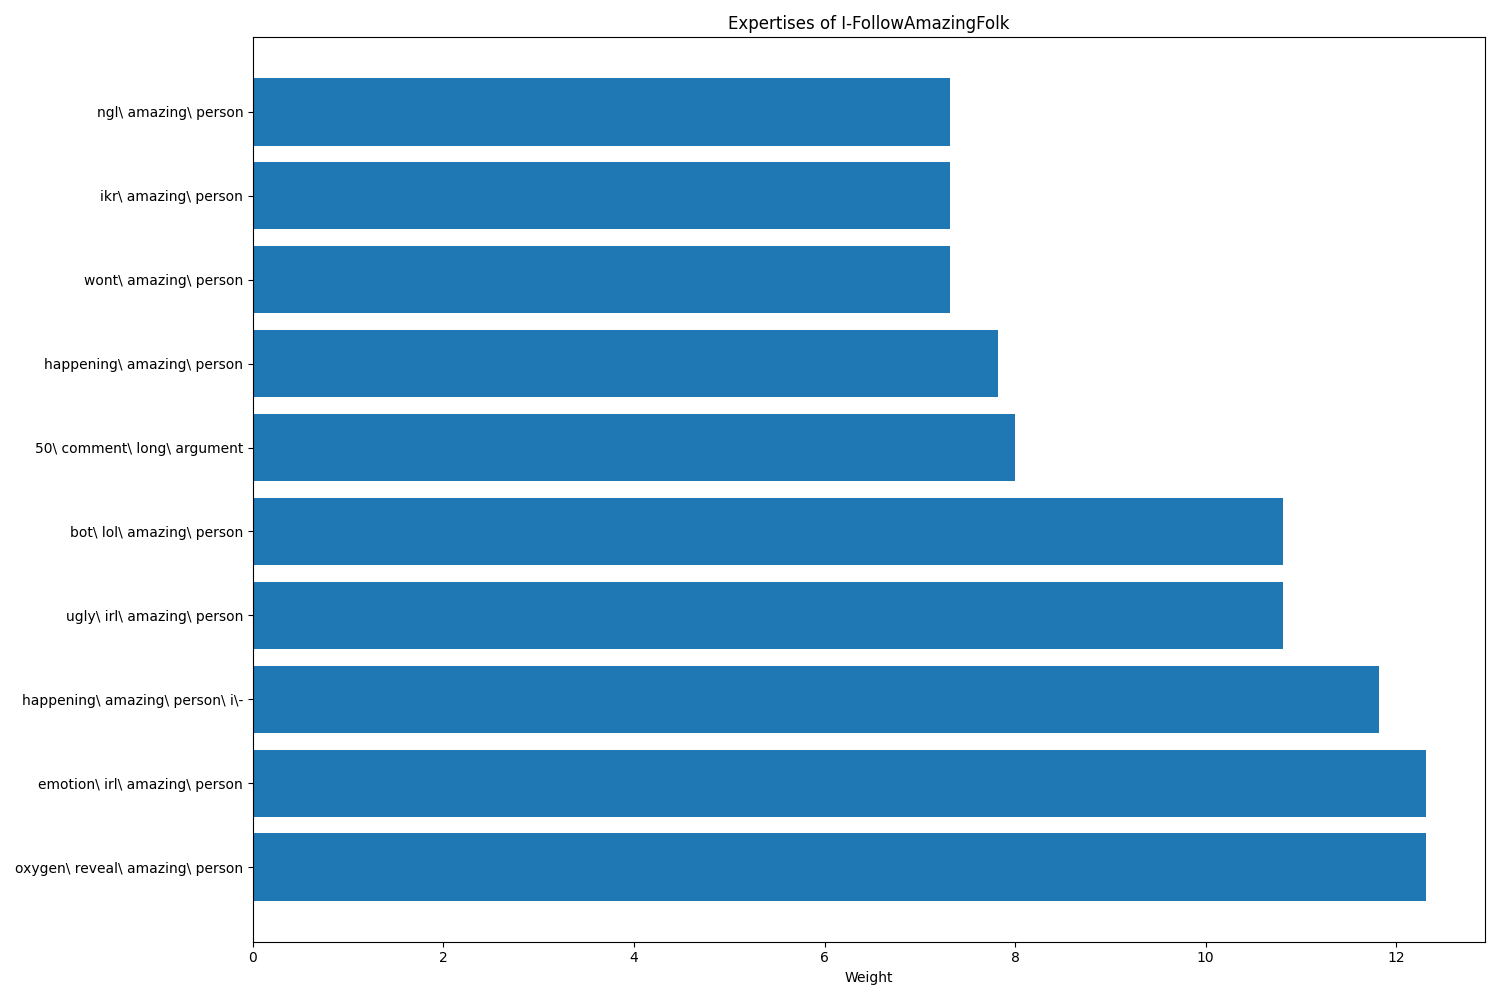 Expertises of I-FollowAmazingFolk
ngl\ amazing\ person
ikr\ amazing\ person
wont\ amazing\ person
happening\ amazing\ person
50\ comment\ long\ argument
bot\ lol\ amazing\ person
ugly\ irl\ amazing\ person
happening\ amazing\ person\ i\-
emotion\ irl\ amazing\ person
oxygen\ reveal\ amazing\ person
0 2 4 6 8 10 12
Weight